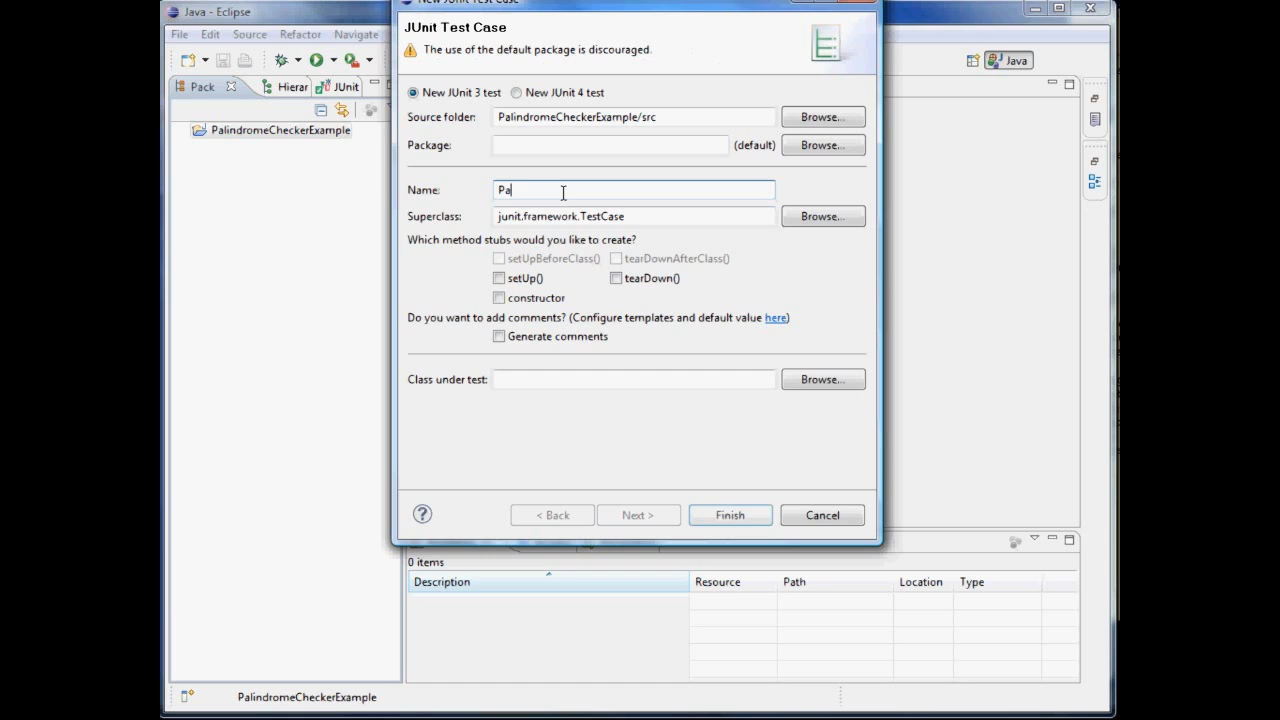 Java - Eclipse
New JUnit Test Case
File Edit Source Refactor Navigate
JUnit Test Case
The use of the default package is discouraged.
Java
Pack Hierar JUnit
New JUnit 3 test New JUnit 4 test
Source folder: PalindromeCheckerExample/src Browse...
PalindromeCheckerExample
Package: (default) Browse...
Name: Pa
Superclass: junit.framework.TestCase Browse...
Which method stubs would you like to create?
setUpBeforeClass() tearDownAfterClass()
setUp() tearDown()
constructor
Do you want to add comments? (Configure templates and default value here)
Generate comments
Class under test: Browse...
? < Back Next > Finish Cancel
0 items
Description Resource Path Location Type
PalindromeCheckerExample